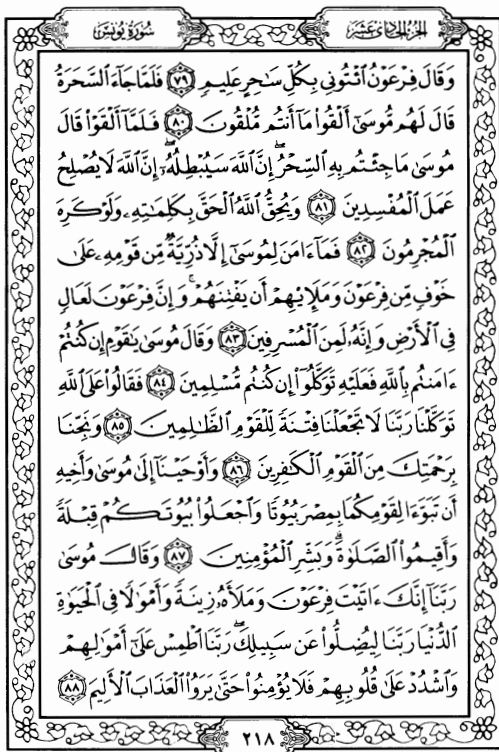 الجزء الحادي عشر
سورة يونس
وَقَالَ فِرْعَوْنُ ٱئْتُونِي بِكُلِّ سَٰحِرٍ عَلِيمٖ ٧٩ فَلَمَّا جَآءَ ٱلسَّحَرَةُ
قَالَ لَهُم مُّوسَىٰٓ أَلْقُوا۟ مَآ أَنتُم مُّلْقُونَ ٨٠ فَلَمَّآ أَلْقَوْا۟ قَالَ
مُوسَىٰ مَا جِئْتُم بِهِ ٱلسِّحْرُۖ إِنَّ ٱللَّهَ سَيُبْطِلُهُۥٓۖ إِنَّ ٱللَّهَ لَا يُصْلِحُ
عَمَلَ ٱلْمُفْسِدِينَ ٨١ وَيُحِقُّ ٱللَّهُ ٱلْحَقَّ بِكَلِمَٰتِهِۦ وَلَوْ كَرِهَ
ٱلْمُجْرِمُونَ ٨٢ فَمَآ ءَامَنَ لِمُوسَىٰٓ إِلَّا ذُرِّيَّةٌ مِّن قَوْمِهِۦ عَلَىٰ
خَوْفٍ مِّن فِرْعَوْنَ وَمَلَإِي۟هِمْ أَن يَفْتِنَهُمْۚ وَإِنَّ فِرْعَوْنَ لَعَالٍ
فِي ٱلْأَرْضِ وَإِنَّهُۥ لَمِنَ ٱلْمُسْرِفِينَ ٨٣ وَقَالَ مُوسَىٰ يَٰقَوْمِ إِن كُنتُمْ
ءَامَنتُم بِٱللَّهِ فَعَلَيْهِ تَوَكَّلُوٓا۟ إِن كُنتُم مُّسْلِمِينَ ٨٤ فَقَالُوا۟ عَلَى ٱللَّهِ
تَوَكَّلْنَا رَبَّنَا لَا تَجْعَلْنَا فِتْنَةً لِّلْقَوْمِ ٱلظَّٰلِمِينَ ٨٥ وَنَجِّنَا
بِرَحْمَتِكَ مِنَ ٱلْقَوْمِ ٱلْكَٰفِرِينَ ٨٦ وَأَوْحَيْنَآ إِلَىٰ مُوسَىٰ وَأَخِيهِ
أَن تَبَوَّءَا لِقَوْمِكُمَا بِمِصْرَ بُيُوتًا وَٱجْعَلُوا۟ بُيُوتَكُمْ قِبْلَةً
وَأَقِيمُوا۟ ٱلصَّلَوٰةَۗ وَبَشِّرِ ٱلْمُؤْمِنِينَ ٨٧ وَقَالَ مُوسَىٰ
رَبَّنَآ إِنَّكَ ءَاتَيْتَ فِرْعَوْنَ وَمَلَأَهُۥ زِينَةً وَأَمْوَٰلًا فِي ٱلْحَيَوٰةِ
ٱلدُّنْيَا رَبَّنَا لِيُضِلُّوا۟ عَن سَبِيلِكَۖ رَبَّنَا ٱطْمِسْ عَلَىٰٓ أَمْوَٰلِهِمْ
وَٱشْدُدْ عَلَىٰ قُلُوبِهِمْ فَلَا يُؤْمِنُوا۟ حَتَّىٰ يَرَوُا۟ ٱلْعَذَابَ ٱلْأَلِيمَ ٨٨
٢١٨